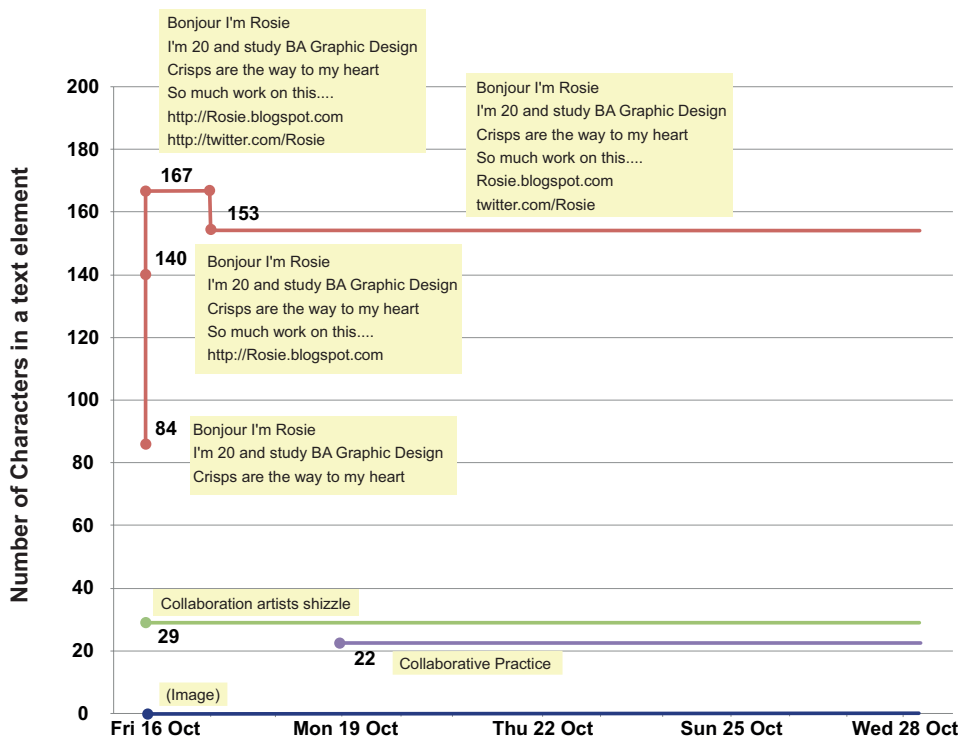 Number of Characters in a text element
Bonjour I'm Rosie
I'm 20 and study BA Graphic Design
Crisps are the way to my heart
So much work on this....
http://Rosie.blogspot.com
http://twitter.com/Rosie
Bonjour I'm Rosie
I'm 20 and study BA Graphic Design
Crisps are the way to my heart
So much work on this....
Rosie.blogspot.com
twitter.com/Rosie
200
180
167
160
153
140
Bonjour I'm Rosie
I'm 20 and study BA Graphic Design
Crisps are the way to my heart
So much work on this....
http://Rosie.blogspot.com
140
120
100
84
Bonjour I'm Rosie
I'm 20 and study BA Graphic Design
Crisps are the way to my heart
80
60
40
Collaboration artists shizzle
29
20
22
Collaborative Practice
(Image)
0
Fri 16 Oct
Mon 19 Oct
Thu 22 Oct
Sun 25 Oct
Wed 28 Oct